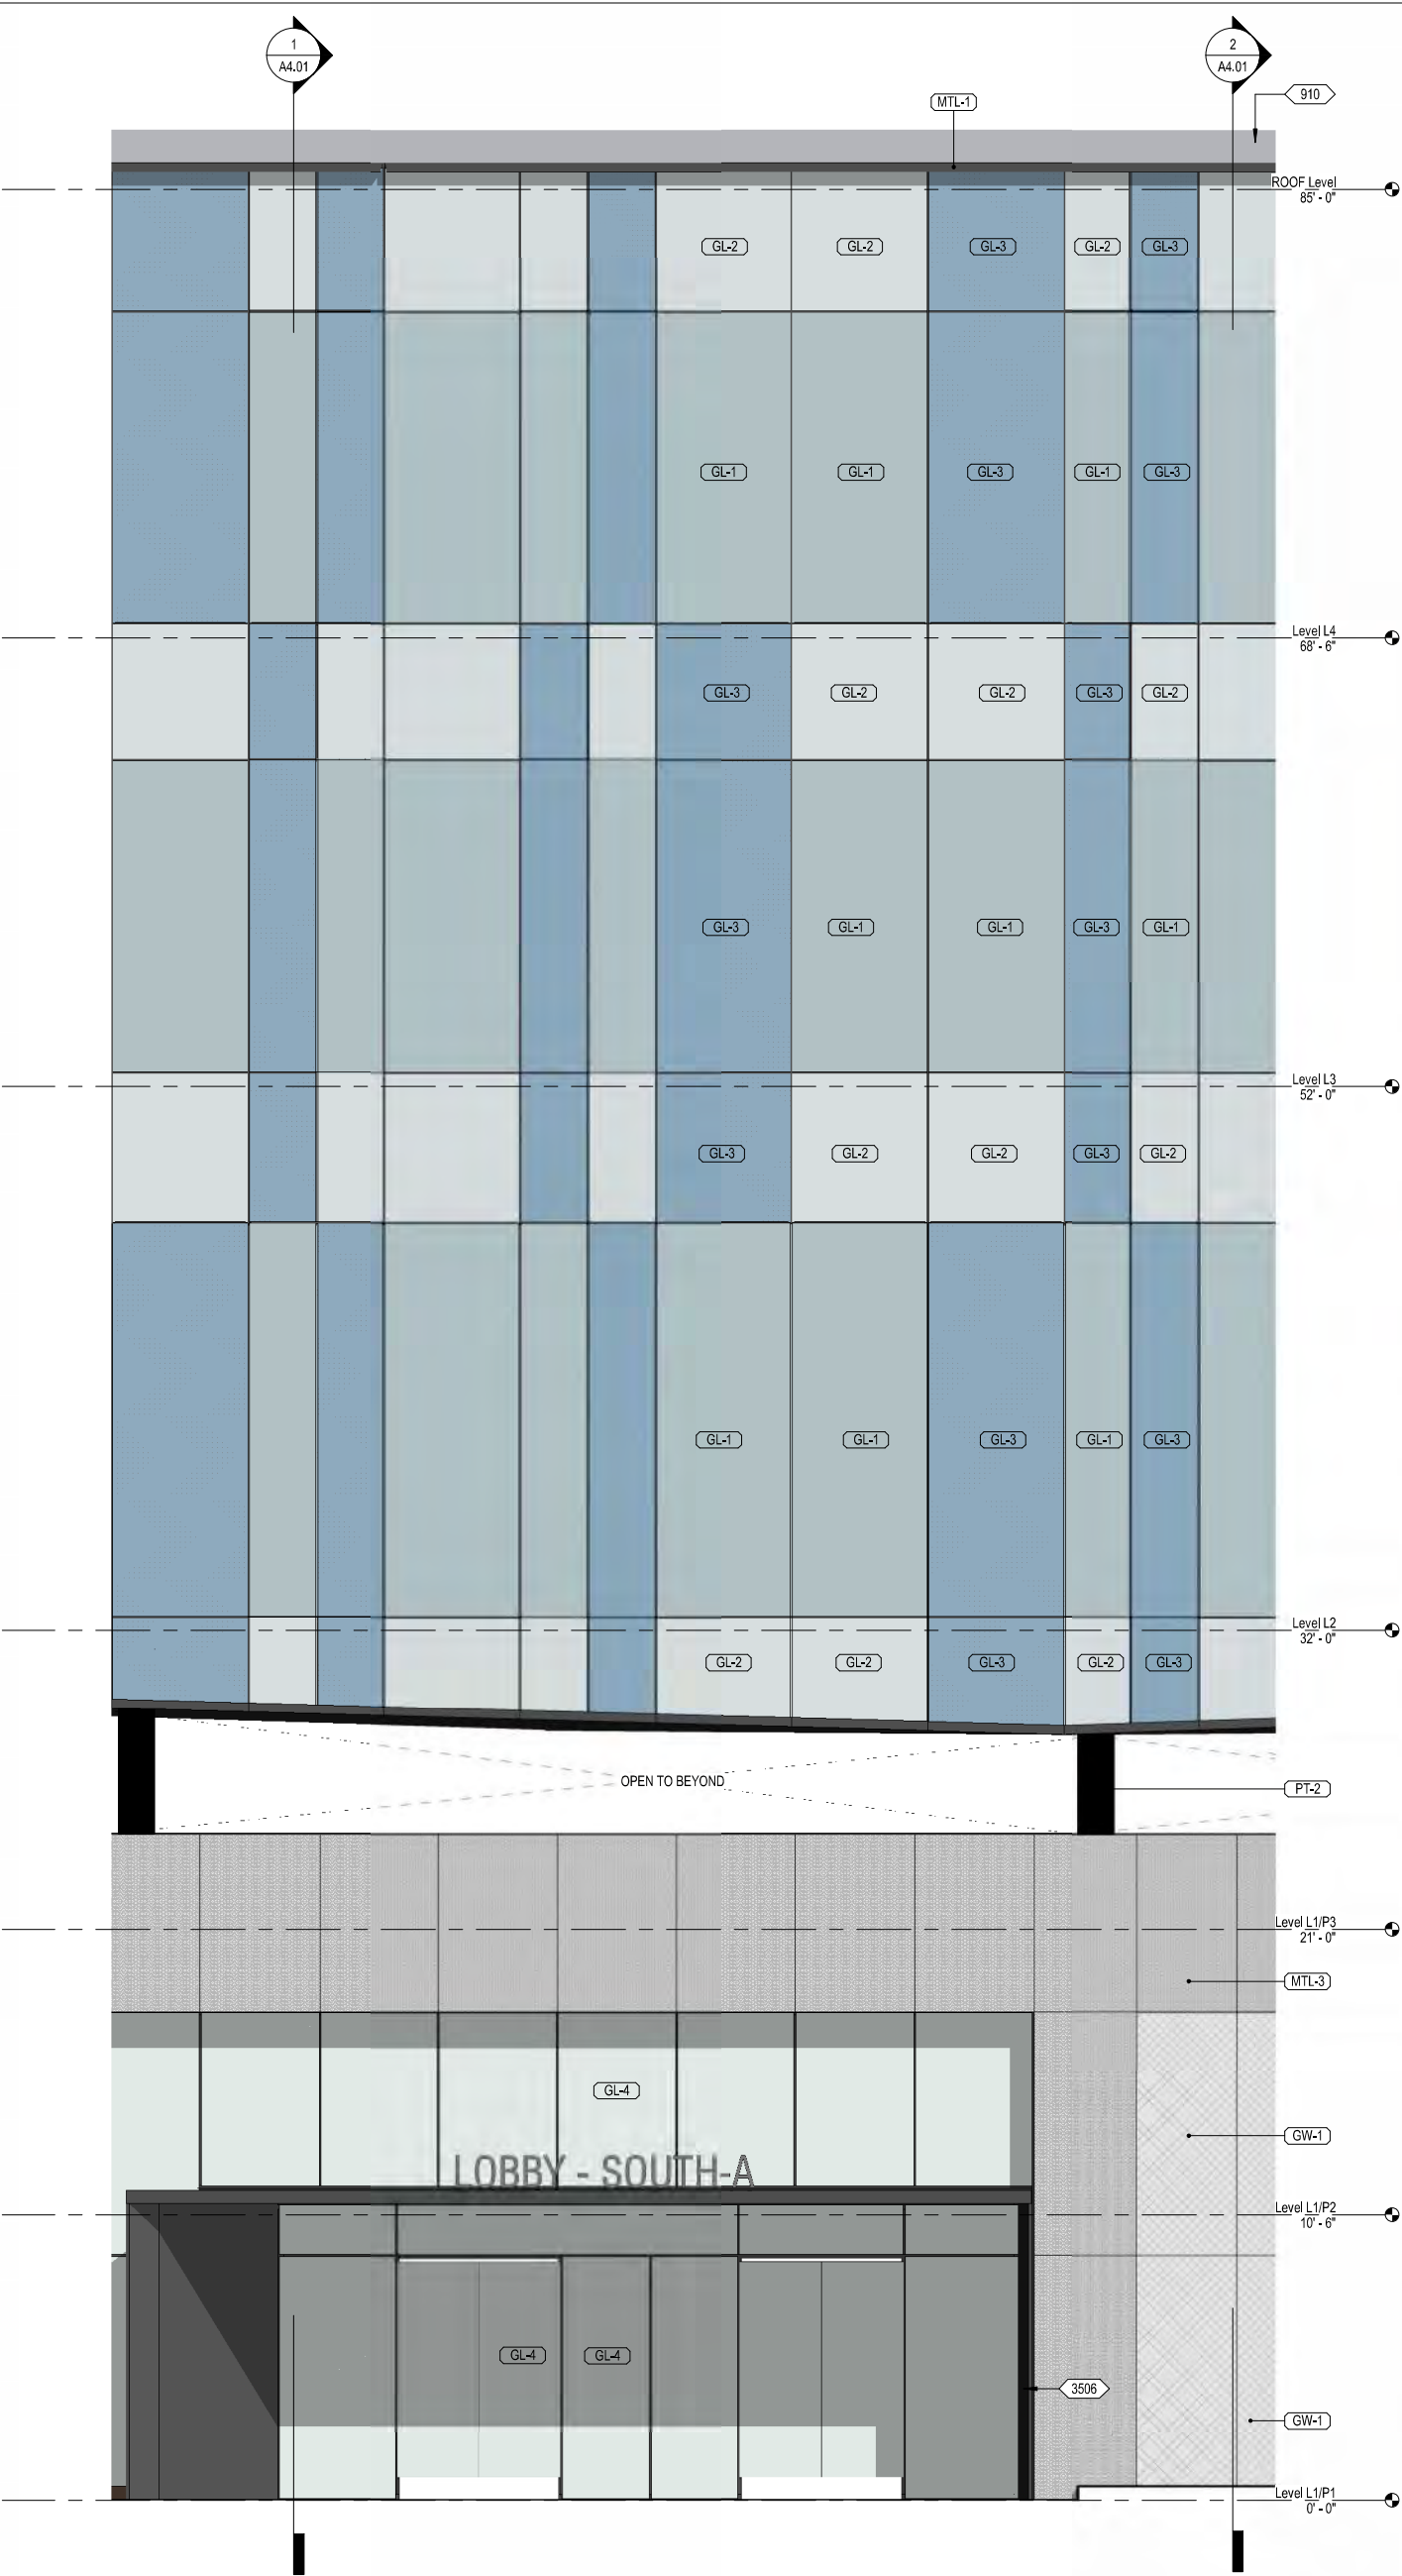 1
A4.01
2
A4.01
910
MTL-1
ROOF Level
85' - 0"
GL-2
GL-2
GL-3
GL-2
GL-3
GL-1
GL-1
GL-3
GL-1
GL-3
Level L4
68' - 6"
GL-3
GL-2
GL-2
GL-3
GL-2
GL-3
GL-1
GL-1
GL-3
GL-1
Level L3
52' - 0"
GL-3
GL-2
GL-2
GL-3
GL-2
GL-1
GL-1
GL-3
GL-1
GL-3
Level L2
32' - 0"
GL-2
GL-2
GL-3
GL-2
GL-3
OPEN TO BEYOND
PT-2
Level L1/P3
21' - 0"
MTL-3
GL-4
GW-1
LOBBY - SOUTH-A
Level L1/P2
10' - 6"
GL-4
GL-4
3506
GW-1
Level L1/P1
0' - 0"